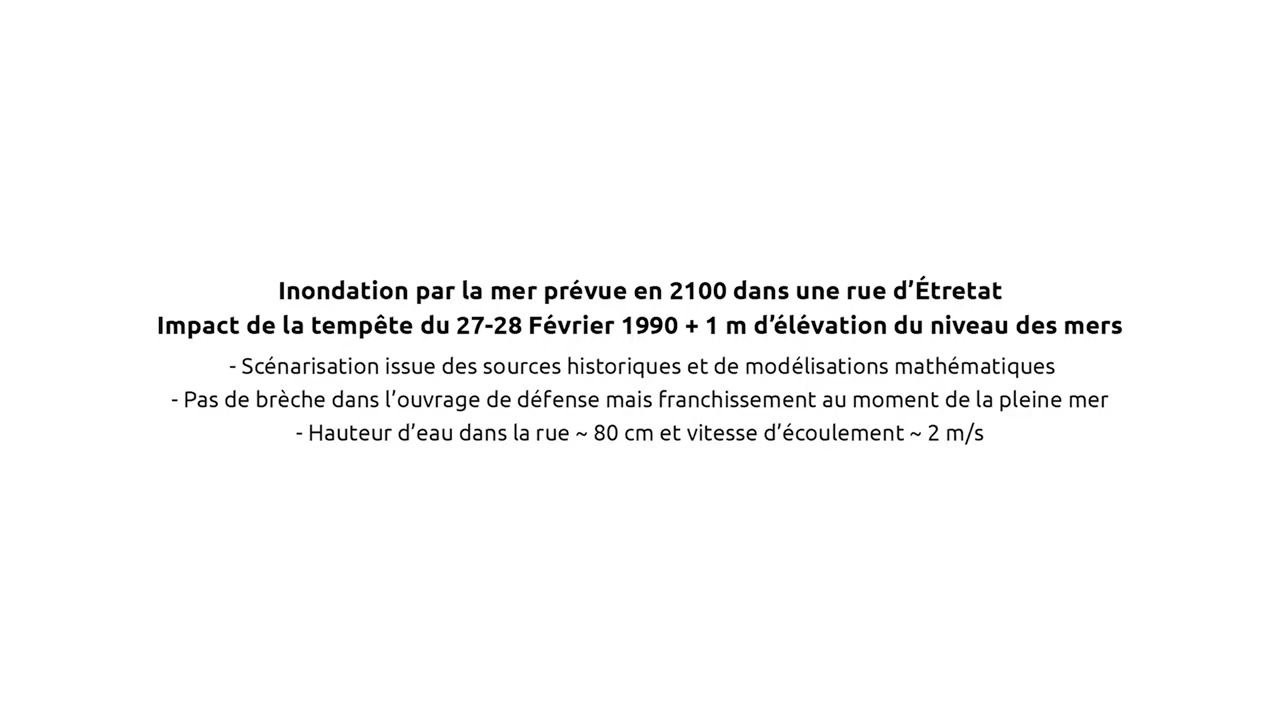 Inondation par la mer prévue en 2100 dans une rue d’Étretat
Impact de la tempête du 27-28 Février 1990 + 1 m d’élévation du niveau des mers
- Scénarisation issue des sources historiques et de modélisations mathématiques
- Pas de brèche dans l’ouvrage de défense mais franchissement au moment de la pleine mer
- Hauteur d’eau dans la rue ~ 80 cm et vitesse d’écoulement ~ 2 m/s